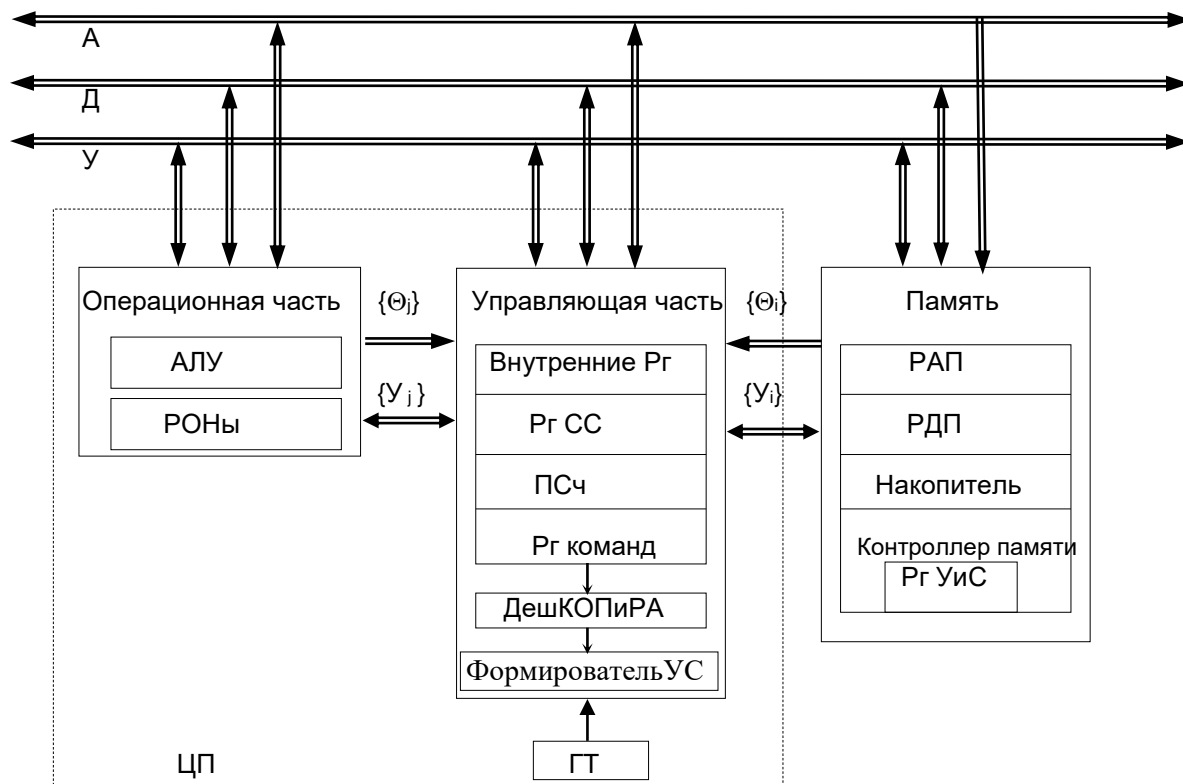 А
Д
У
Операционная часть
{Θj}
Управляющая часть
{Θi}
Память
АЛУ
Внутренние Рг
РАП
РОНы
{У j }
Рг СС
{Уi}
РДП
ПСч
Накопитель
Рг команд
Контроллер памяти
Рг УиС
ДешКОПиРА
ФормировательУС
ЦП
ГТ